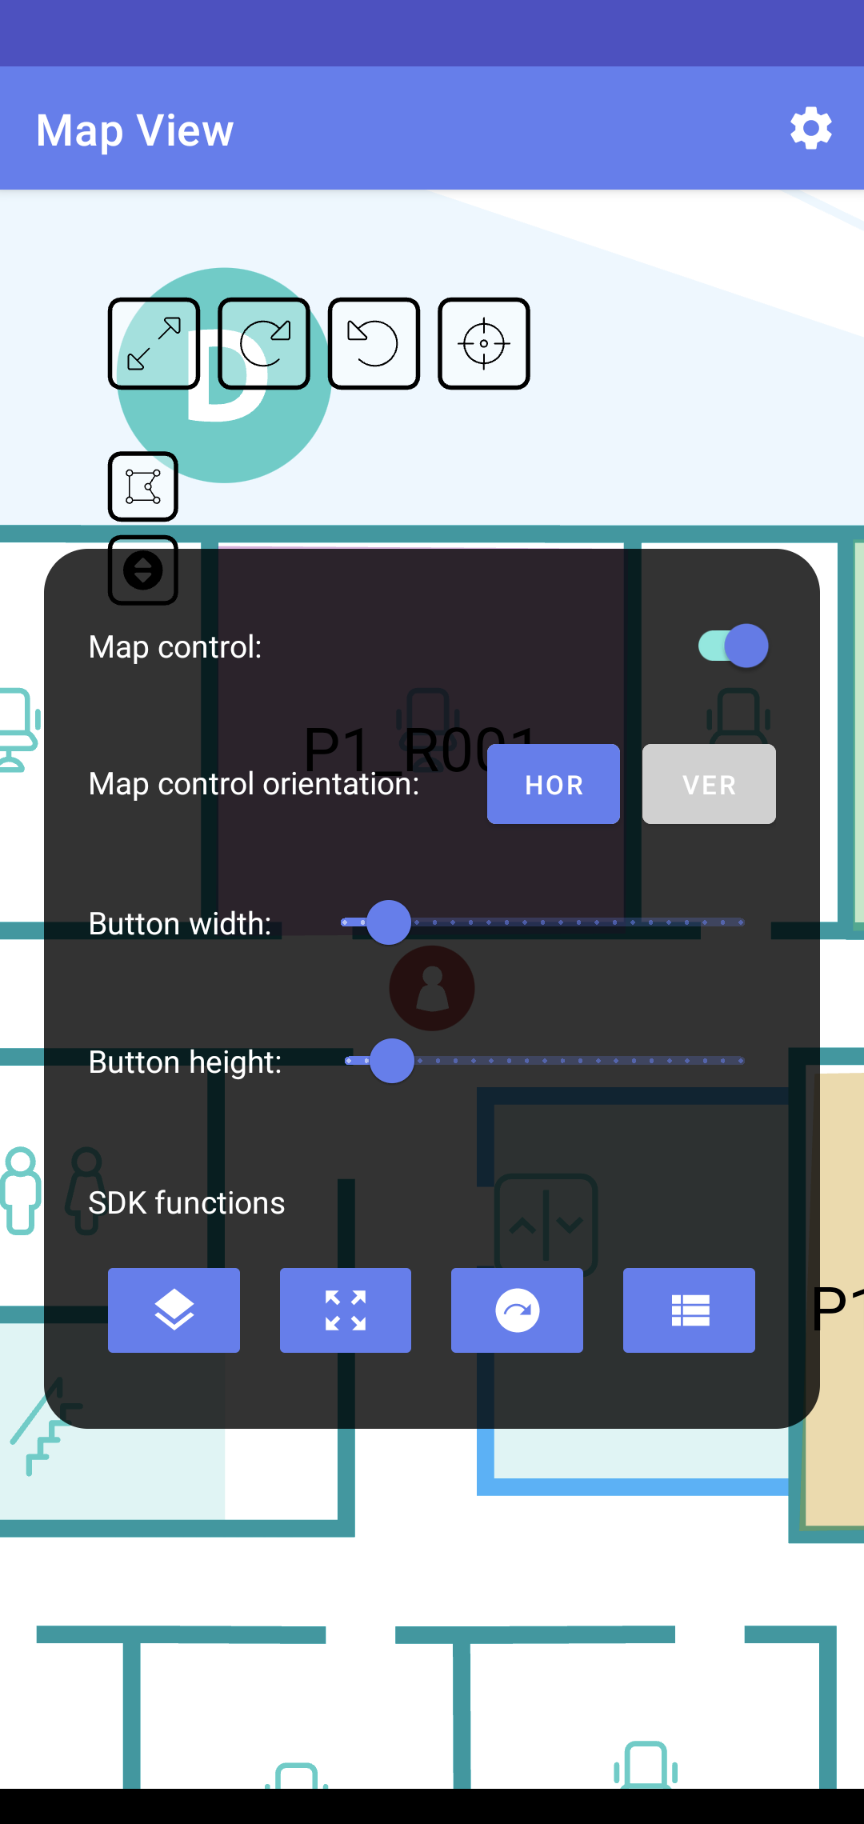 Map View
D
Map control:
P1_R001
Map control orientation:
HOR
VER
Button width:
Button height:
SDK functions
P1